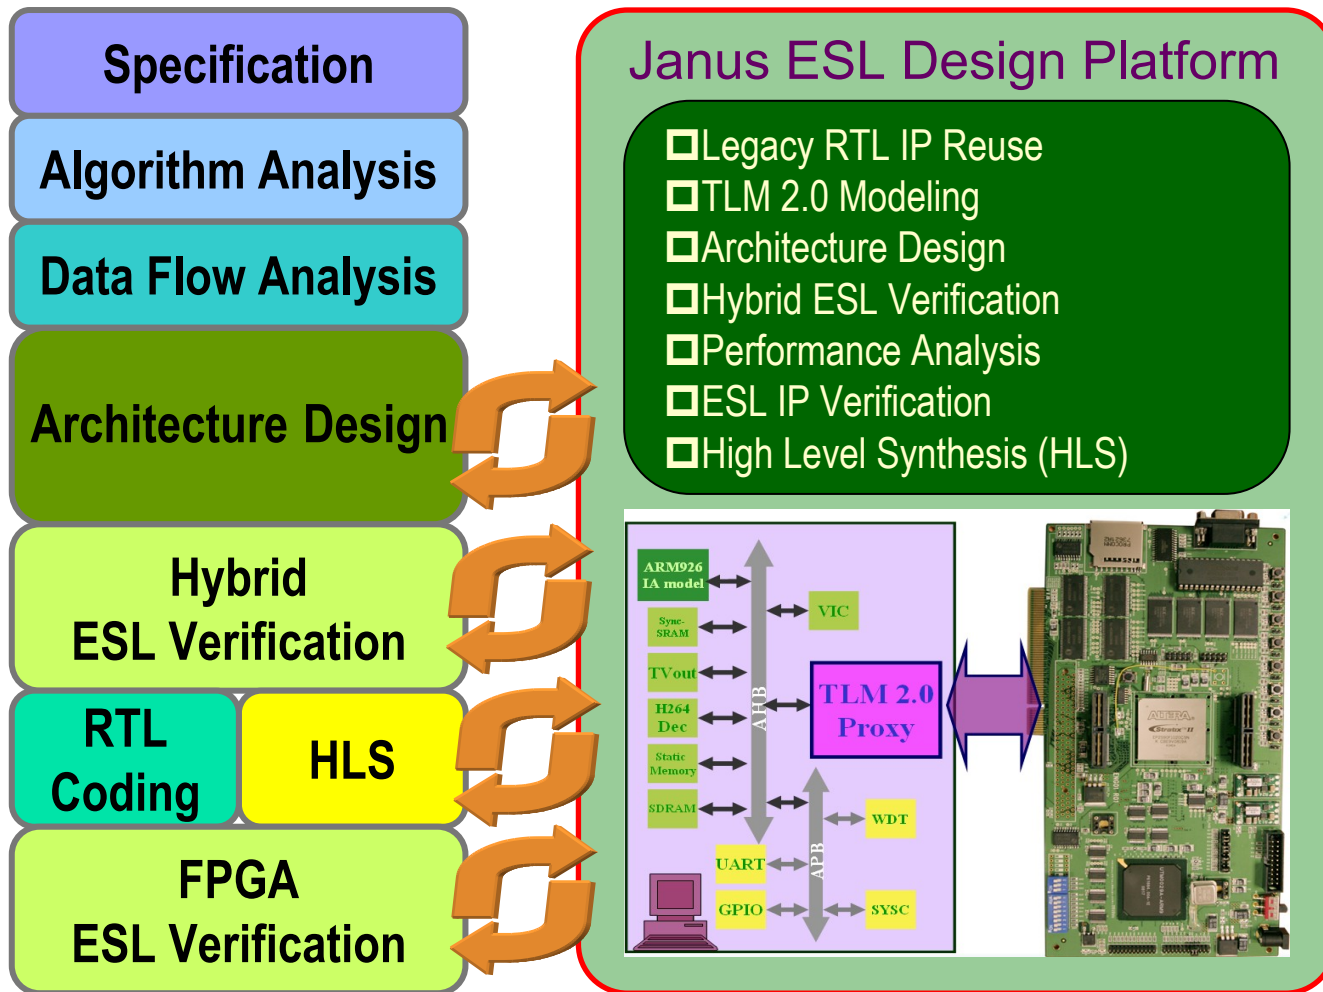 Specification
Algorithm Analysis
Data Flow Analysis
Architecture Design
Hybrid
ESL Verification
RTL
Coding
HLS
FPGA
ESL Verification
Janus ESL Design Platform
Legacy RTL IP Reuse
TLM 2.0 Modeling
Architecture Design
Hybrid ESL Verification
Performance Analysis
ESL IP Verification
High Level Synthesis (HLS)
ARM926
IA model
Sync-
SRAM
TVout
H264
Dec
Static
Memory
SDRAM
UART
GPIO
AHB
VIC
TLM 2.0
Proxy
APB
WDT
SYSC
ALTERA
Stratix II